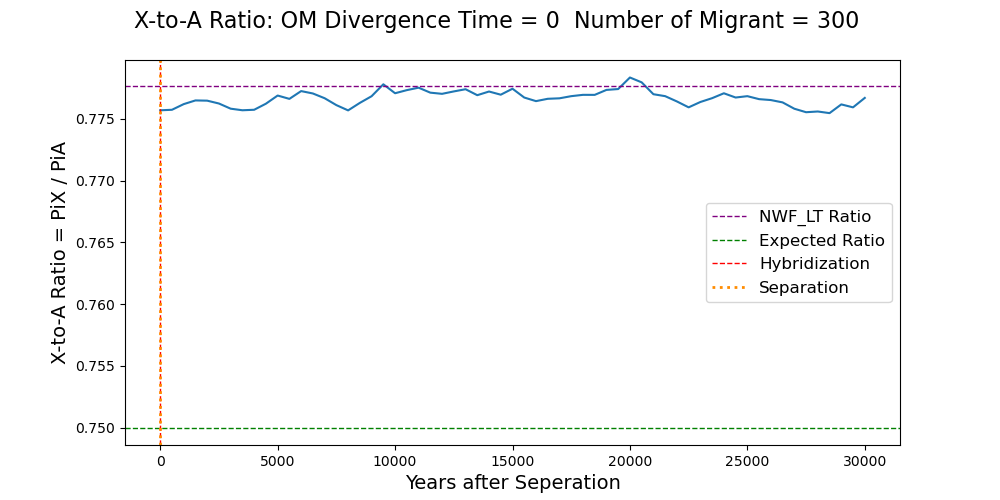 X-to-A Ratio: OM Divergence Time = 0  Number of Migrant = 300
X-to-A Ratio = PiX / PiA
0.775
0.770
0.765
0.760
0.755
0.750
NWF_LT Ratio
Expected Ratio
Hybridization
Separation
0 5000 10000 15000 20000 25000 30000
Years after Seperation